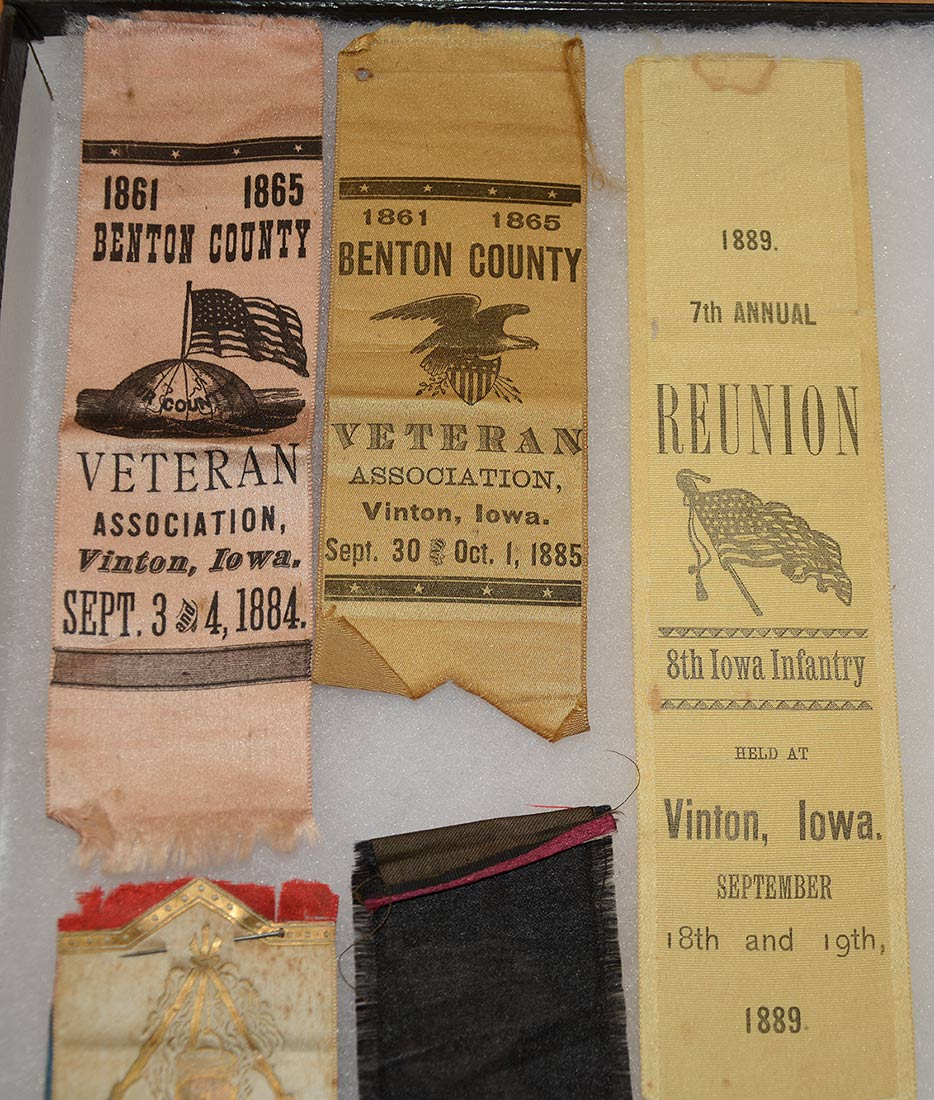 1861 1865
BENTON COUNTY
R COUNT
VETERAN
ASSOCIATION,
Vinton, Iowa.
SEPT. 3 and 4, 1884.
1861 1865
BENTON COUNTY
VETERAN
ASSOCIATION,
Vinton, Iowa.
Sept. 30 & Oct. 1, 1885
1889.
7th ANNUAL
REUNION
8th Iowa Infantry
HELD AT
Vinton, Iowa.
SEPTEMBER
18th and 19th,
1889.